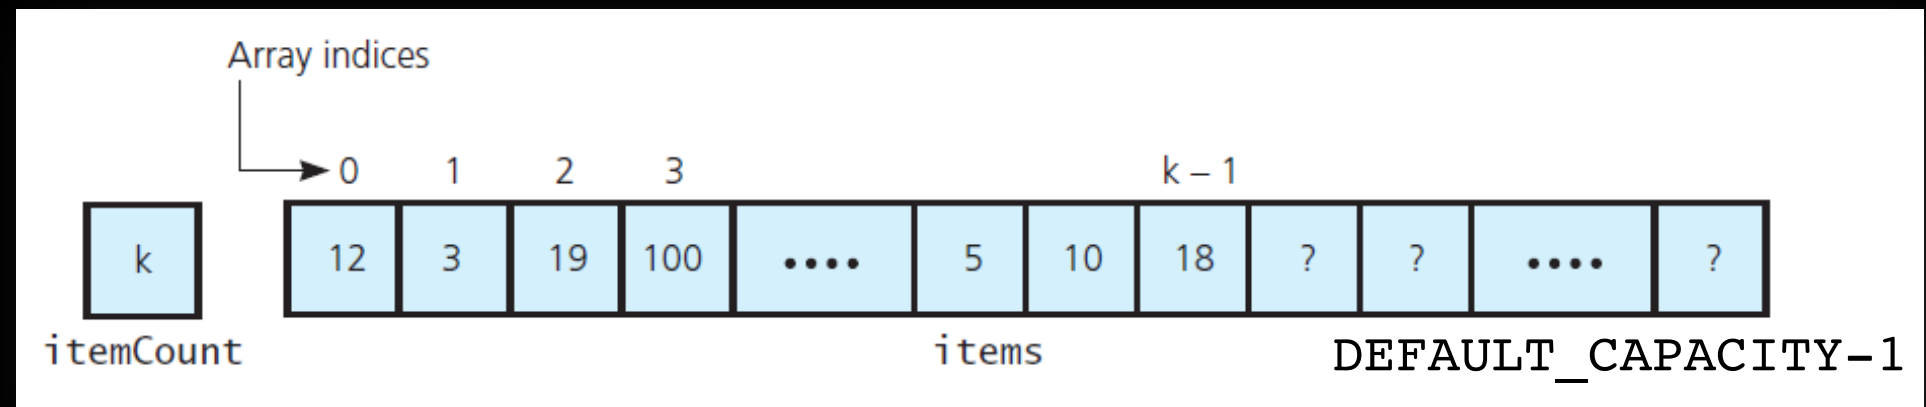 Array indices
0 1 2 3 k – 1
k 12 3 19 100 •••• 5 10 18 ? ? •••• ?
itemCount items DEFAULT_CAPACITY-1